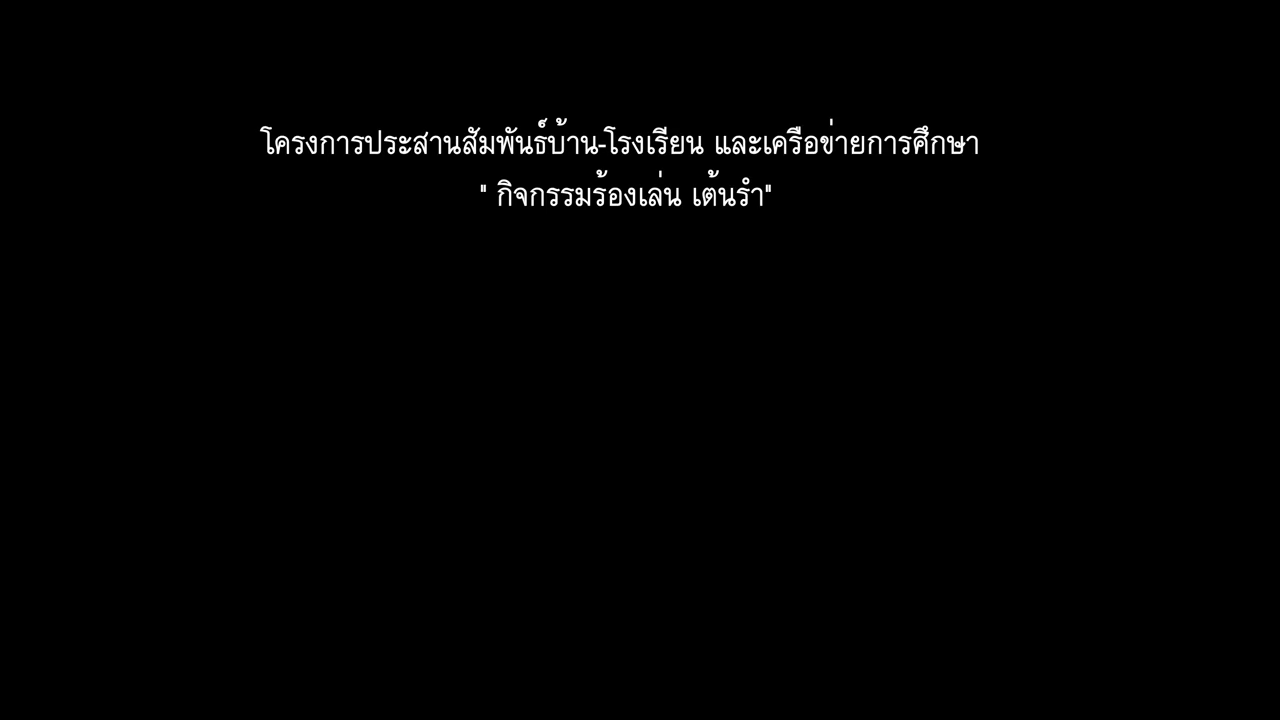 โครงการประสานสัมพันธ์บ้าน-โรงเรียน และเครือข่ายการศึกษา
" กิจกรรมร้องเล่น เต้นรำ"